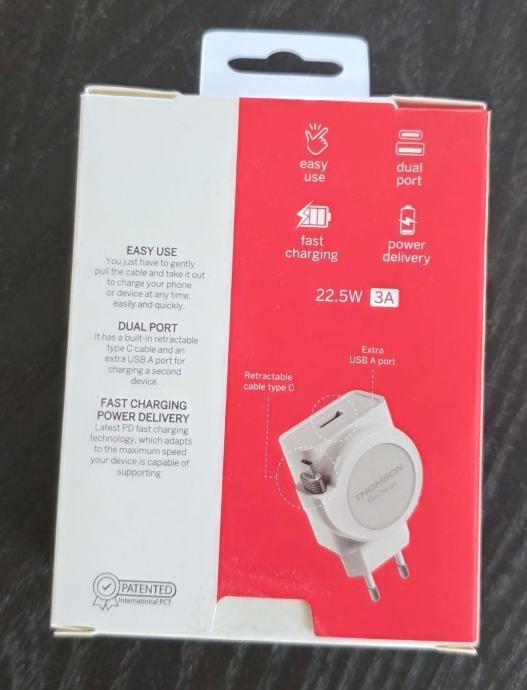 easy
use
dual
port
fast
charging
power
delivery
22.5W 3A
EASY USE
You just have to gently
pull the cable and take it out
to charge your phone
or device at any time,
easily and quickly.
DUAL PORT
It has a built-in retractable
type C cable and an
extra USB A port for
charging a second
device.
FAST CHARGING
POWER DELIVERY
Latest PD fast charging
technology, which adapts
to the maximum speed
your device is capable of
supporting.
Extra
USB A port
Retractable
cable type C
THOMSON
PATENTED
International PCT